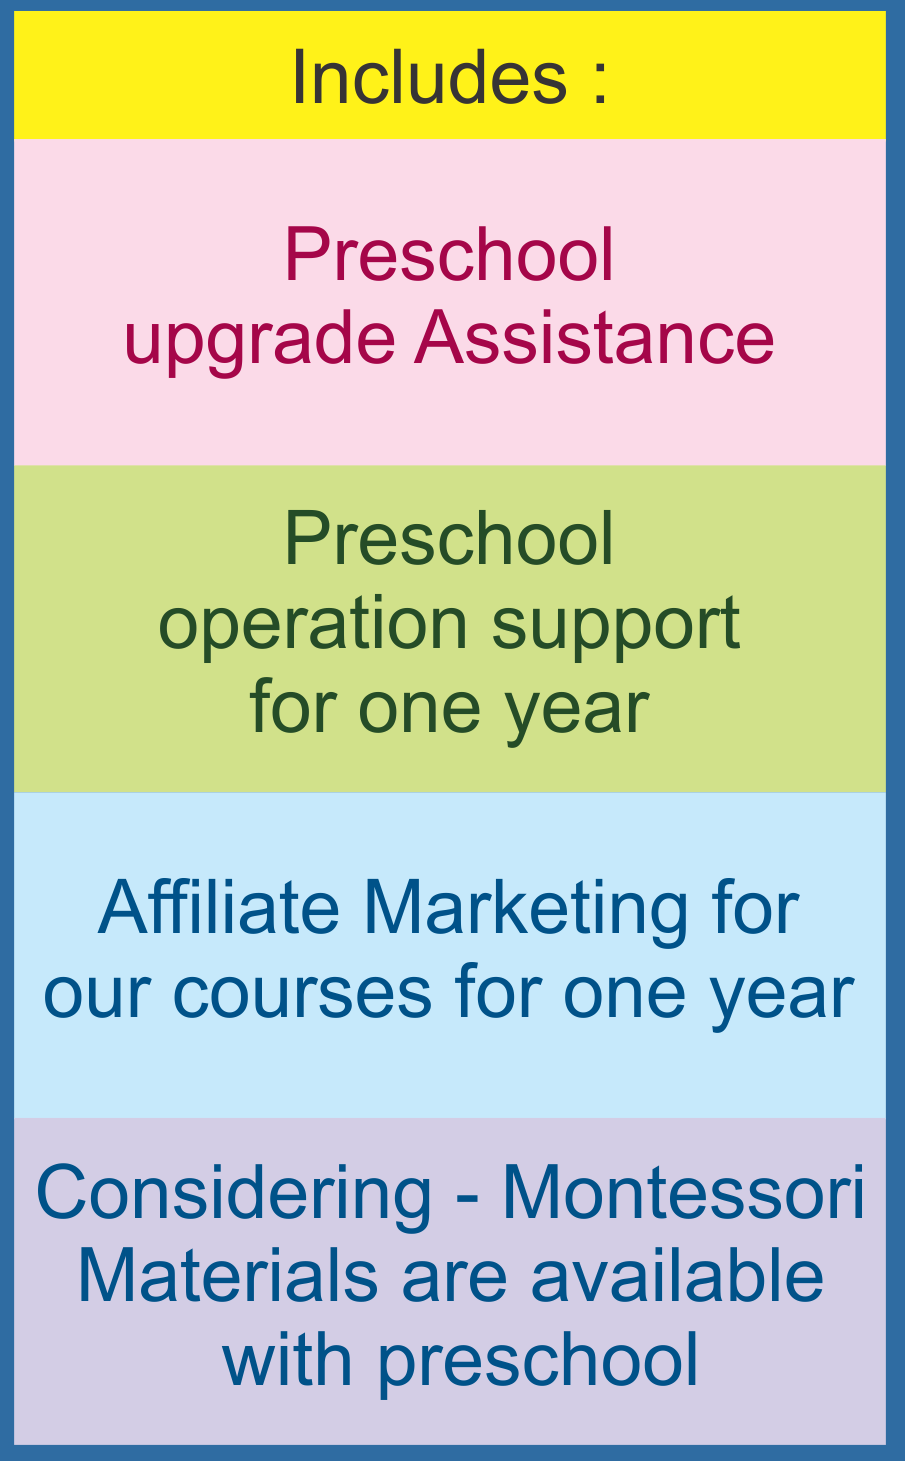 Includes :
Preschool
upgrade Assistance
Preschool
operation support
for one year
Affiliate Marketing for
our courses for one year
Considering - Montessori
Materials are available
with preschool